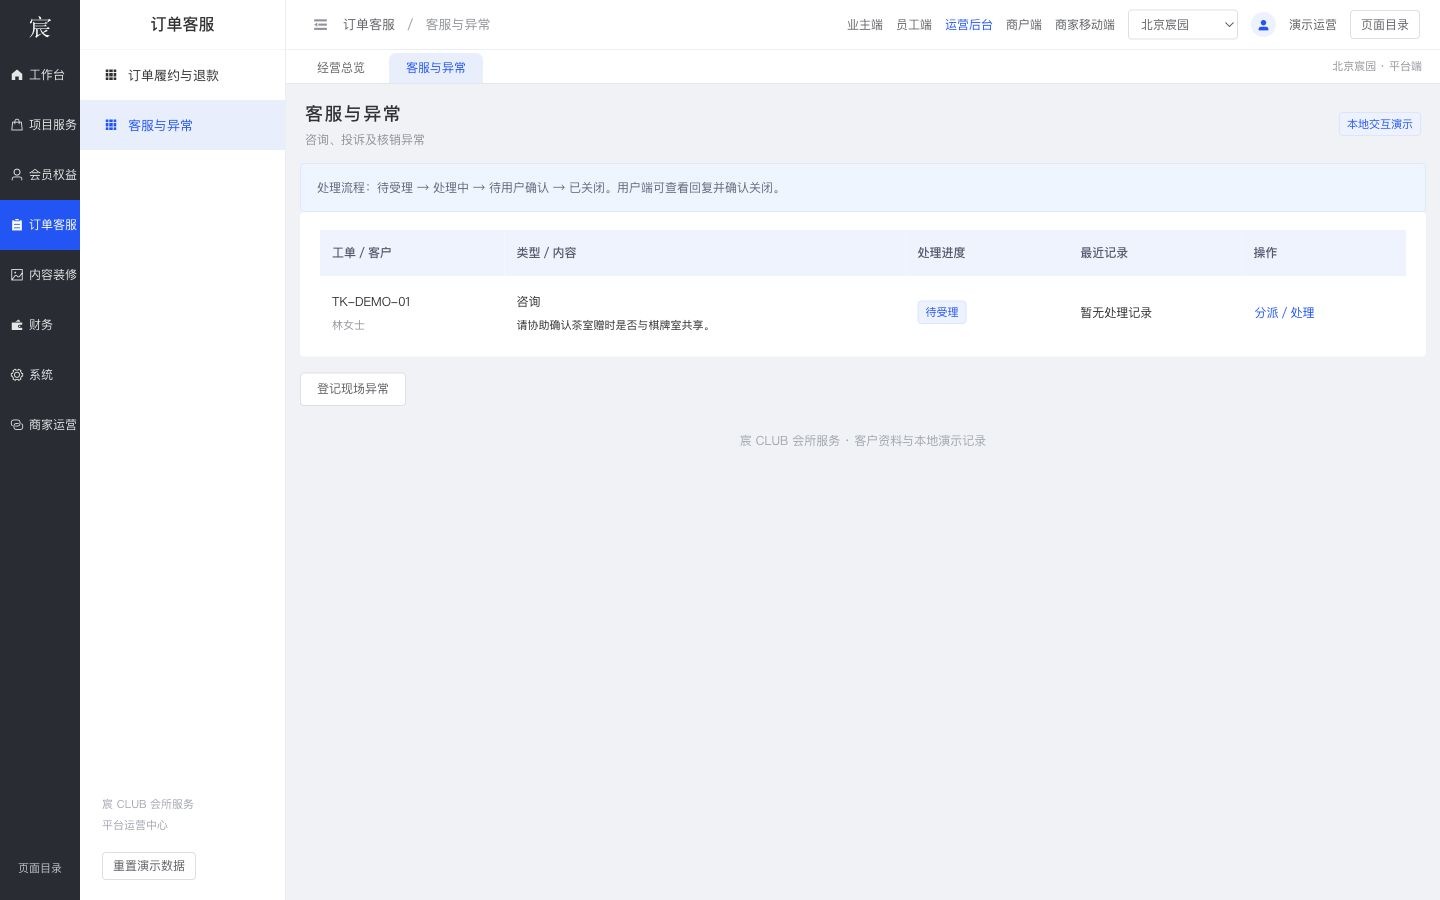 宸
工作台
项目服务
会员权益
订单客服
内容装修
财务
系统
商家运营
页面目录
订单客服
订单履约与退款
客服与异常
宸 CLUB 会所服务
平台运营中心
重置演示数据
订单客服 / 客服与异常
业主端 员工端 运营后台 商户端 商家移动端 北京宸园 演示运营 页面目录
经营总览 客服与异常 北京宸园 · 平台端
客服与异常
咨询、投诉及核销异常
本地交互演示
处理流程：待受理 → 处理中 → 待用户确认 → 已关闭。用户端可查看回复并确认关闭。
工单 / 客户 类型 / 内容 处理进度 最近记录 操作
TK-DEMO-01 咨询
林女士 请协助确认茶室赠时是否与棋牌室共享。
待受理 暂无处理记录 分派 / 处理
登记现场异常
宸 CLUB 会所服务 · 客户资料与本地演示记录